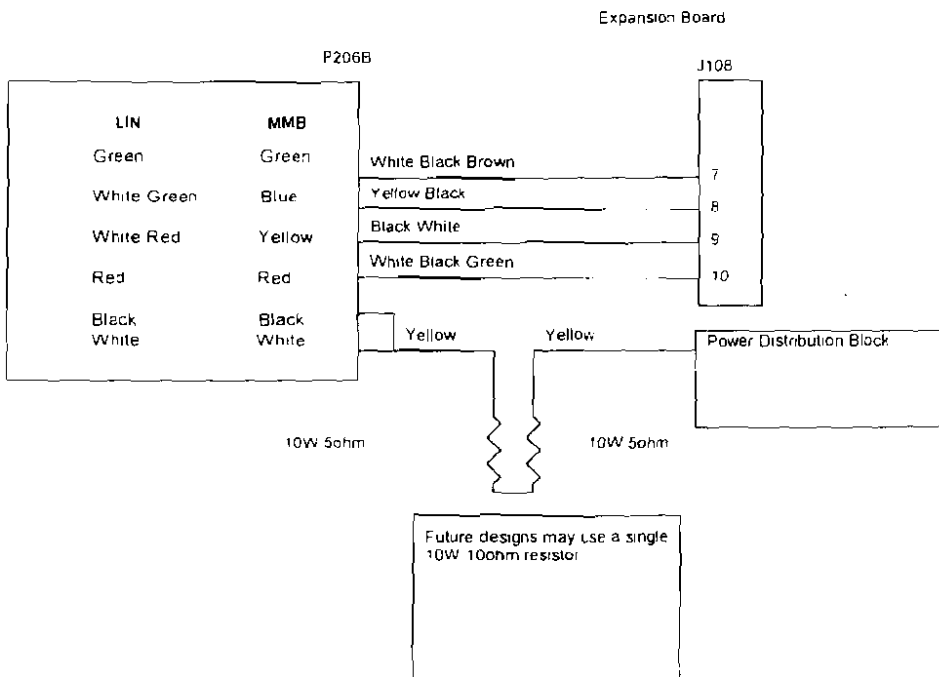 Expansion Board
P206B
J108
LIN MMB
Green Green
White Green Blue
White Red Yellow
Red Red
Black Black
White White
White Black Brown
Yellow Black
Black White
White Black Green
7
8
9
10
Yellow Yellow
Power Distribution Block
10W 5ohm 10W 5ohm
Future designs may use a single
10W 10ohm resistor